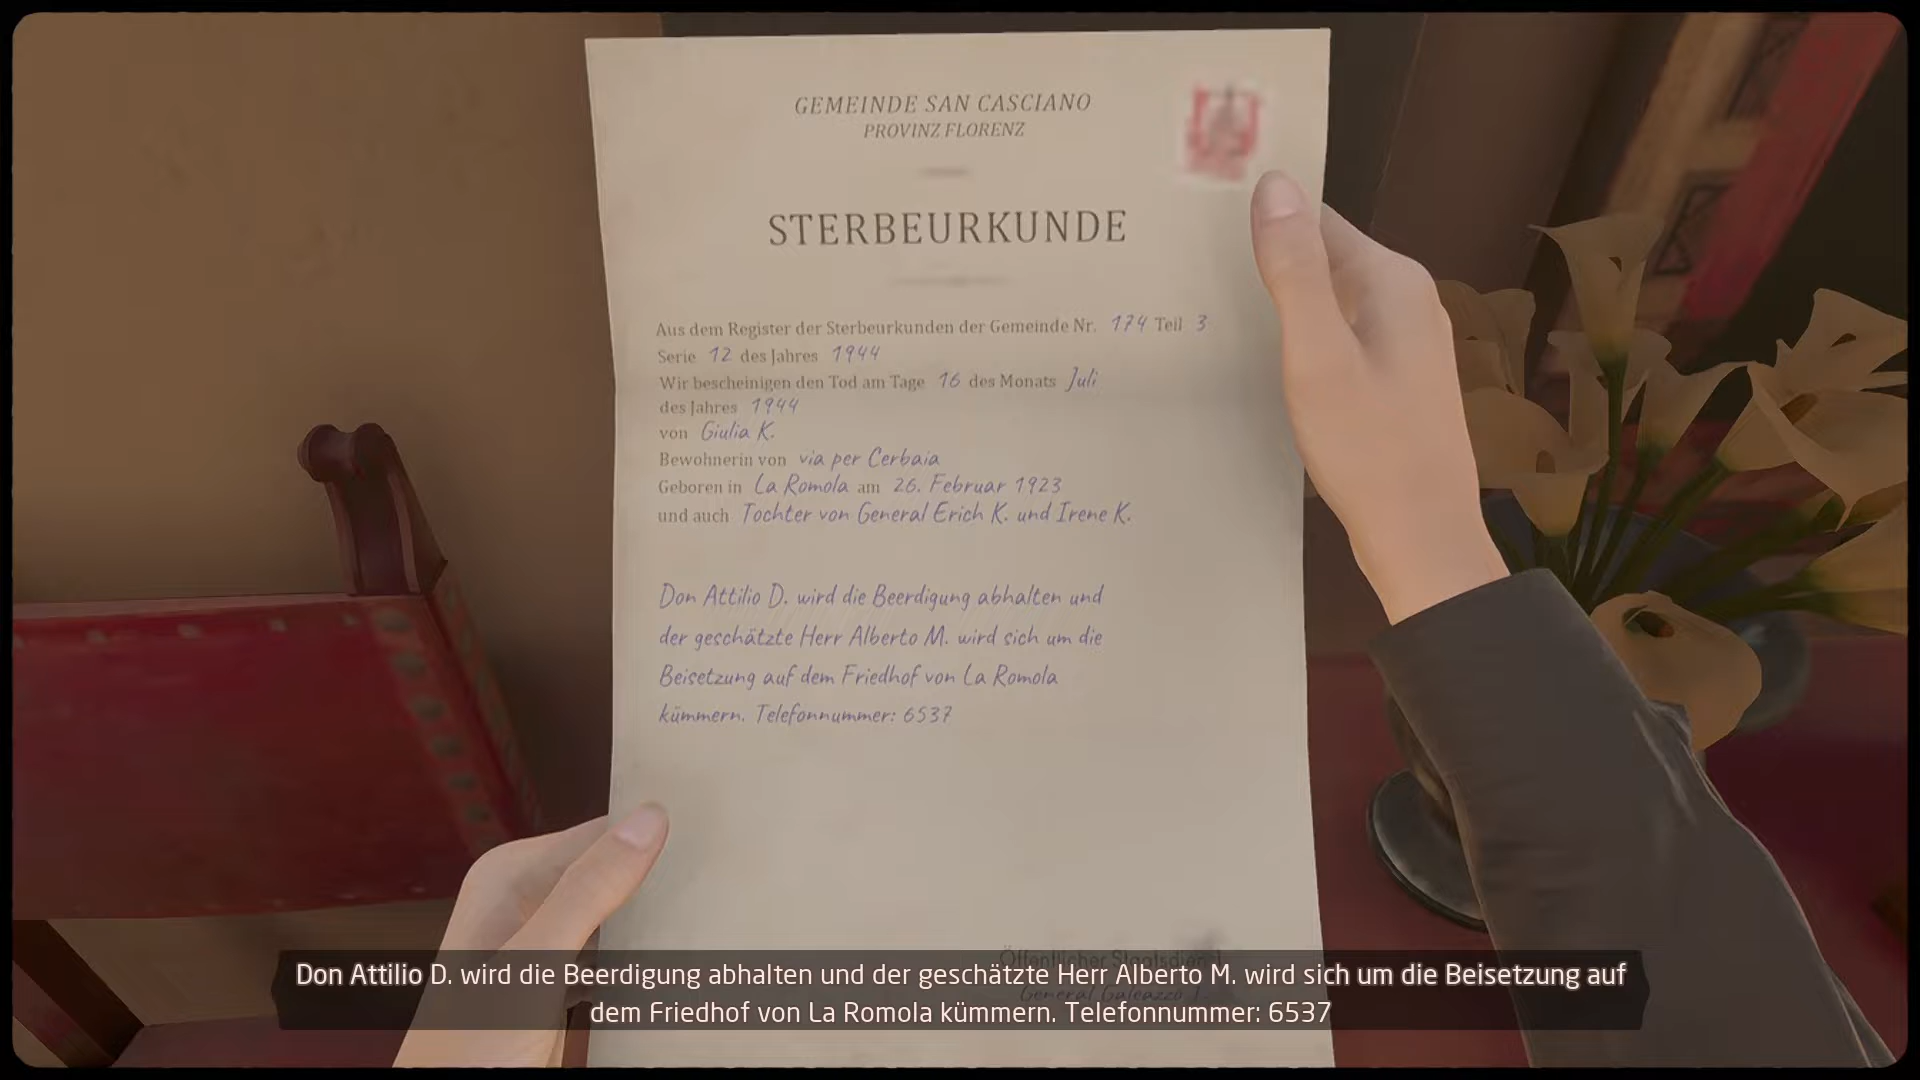 GEMEINDE SAN CASCIANO
PROVINZ FLORENZ
STERBEURKUNDE
Aus dem Register der Sterbeurkunden der Gemeinde Nr. 174 Teil 3
Serie 12 des Jahres 1944
Wir bescheinigen den Tod am Tage 16 des Monats Juli
des Jahres 1944
von Giulia K.
Bewohnerin von via per Cerbaia
Geboren in La Romola am 26. Februar 1923
und auch Tochter von General Erich K. und Irene K.
Don Attilio D. wird die Beerdigung abhalten und
der geschätzte Herr Alberto M. wird sich um die
Beisetzung auf dem Friedhof von La Romola
kümmern. Telefonnummer: 6537
Öffentlicher Staatsdienst
General Galeazzo
Don Attilio D. wird die Beerdigung abhalten und der geschätzte Herr Alberto M. wird sich um die Beisetzung auf
dem Friedhof von La Romola kümmern. Telefonnummer: 6537